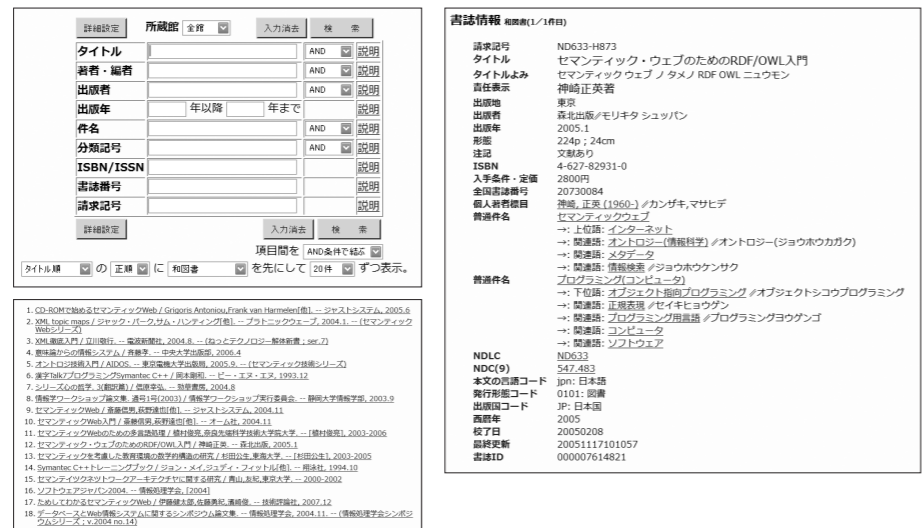 詳細設定 所蔵館 全館 入力消去 検 索
タイトル AND 説明
著者・編者 AND 説明
出版者 AND 説明
出版年 年以降 年まで 説明
件名 AND 説明
分類記号 AND 説明
ISBN/ISSN 説明
書誌番号 説明
請求記号 説明
詳細設定 入力消去 検 索
項目間を AND条件で結ぶ
タイトル順 の 正順 に 和図書 を先にして 20件 ずつ表示。
1. CD-ROMで始めるセマンティックWeb / Grigoris Antoniou,Frank van Harmelen[他]. -- ジャストシステム, 2005.6
2. XML topic maps / ジャック・パーク,サム・ハンティング[他]. -- プラトニックウェーブ, 2004.1. -- (セマンティック
Webシリーズ)
3. XML徹底入門 / 立川敬行. -- 電波新聞社, 2004.8. -- (ねっとテクノロジー解体新書 ; ser.7)
4. 意味論からの情報システム / 斉藤孝. -- 中央大学出版部, 2006.4
5. オントロジ技術入門 / AIDOS. -- 東京電機大学出版局, 2005.9. -- (セマンティック技術シリーズ)
6. 漢字Talk7プログラミングSymantec C++ / 岡本剛和. -- ビー・エヌ・エヌ, 1993.12
7. シリーズ心の哲学. 3(翻訳篇) / 信原幸弘. -- 勁草書房, 2004.8
8. 情報学ワークショップ論文集. 通号1号(2003) / 情報学ワークショップ実行委員会. -- 静岡大学情報学部, 2003.9
9. セマンティックWeb / 斎藤信男,萩野達也[他]. -- ジャストシステム, 2004.11
10. セマンティックWeb入門 / 斎藤信男,萩野達也[他]. -- オーム社, 2004.11
11. セマンティックWebのための多言語処理 / 植村俊亮,奈良先端科学技術大学院大学. -- [植村俊亮], 2003-2006
12. セマンティック・ウェブのためのRDF/OWL入門 / 神崎正英. -- 森北出版, 2005.1
13. セマンティックを考慮した教育環境の数学的構造の研究 / 杉田公生,東海大学. -- [杉田公生], 2003-2005
14. Symantec C++トレーニングブック / ジョン・メイ,ジュディ・フィットル[他]. -- 翔泳社, 1994.10
15. セマンテイツクネットワークアーキテクチヤに関する研究 / 青山,友紀,東京大学. -- 2000-2002
16. ソフトウェアジャパン2004. -- 情報処理学会, [2004]
17. ためしてわかるセマンティックWeb / 伊藤健太郎,佐藤勇紀,濱崎俊. -- 技術評論社, 2007.12
18. データベースとWeb情報システムに関するシンポジウム論文集. -- 情報処理学会, 2004.11. -- (情報処理学会シンポジ
ウムシリーズ ; v.2004 no.14)
書誌情報 和図書(1/1件目)
請求記号 ND633-H873
タイトル セマンティック・ウェブのためのRDF/OWL入門
タイトルよみ セマンティック ウェブ ノ タメノ RDF OWL ニュウモン
責任表示 神崎正英著
出版地 東京
出版者 森北出版∥モリキタ シュッパン
出版年 2005.1
形態 224p ; 24cm
注記 文献あり
ISBN 4-627-82931-0
入手条件・定価 2800円
全国書誌番号 20730084
個人著者標目 神崎, 正英 (1960-)∥カンザキ,マサヒデ
普通件名 セマンティックウェブ
→: 上位語: インターネット
→: 関連語: オントロジー(情報科学)∥オントロジー(ジョウホウカガク)
→: 関連語: メタデータ
→: 関連語: 情報検索∥ジョウホウケンサク
普通件名 プログラミング(コンピュータ)
→: 下位語: オブジェクト指向プログラミング∥オブジェクトシコウプログラミング
→: 関連語: 正規表現∥セイキヒョウゲン
→: 関連語: プログラミング用言語∥プログラミングヨウゲンゴ
→: 関連語: コンピュータ
→: 関連語: ソフトウェア
NDLC ND633
NDC(9) 547.483
本文の言語コード jpn: 日本語
発行形態コード 0101: 図書
出版国コード JP: 日本国
西暦年 2005
校了日 20050208
最終更新 20051117101057
書誌ID 000007614821